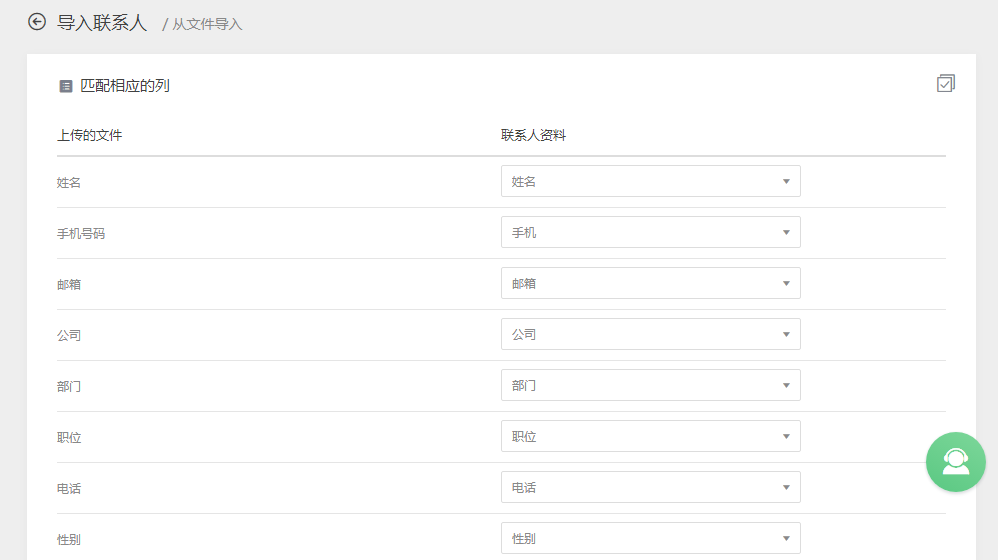 导入联系人 / 从文件导入
匹配相应的列
上传的文件 联系人资料
姓名 姓名
手机号码 手机
邮箱 邮箱
公司 公司
部门 部门
职位 职位
电话 电话
性别 性别